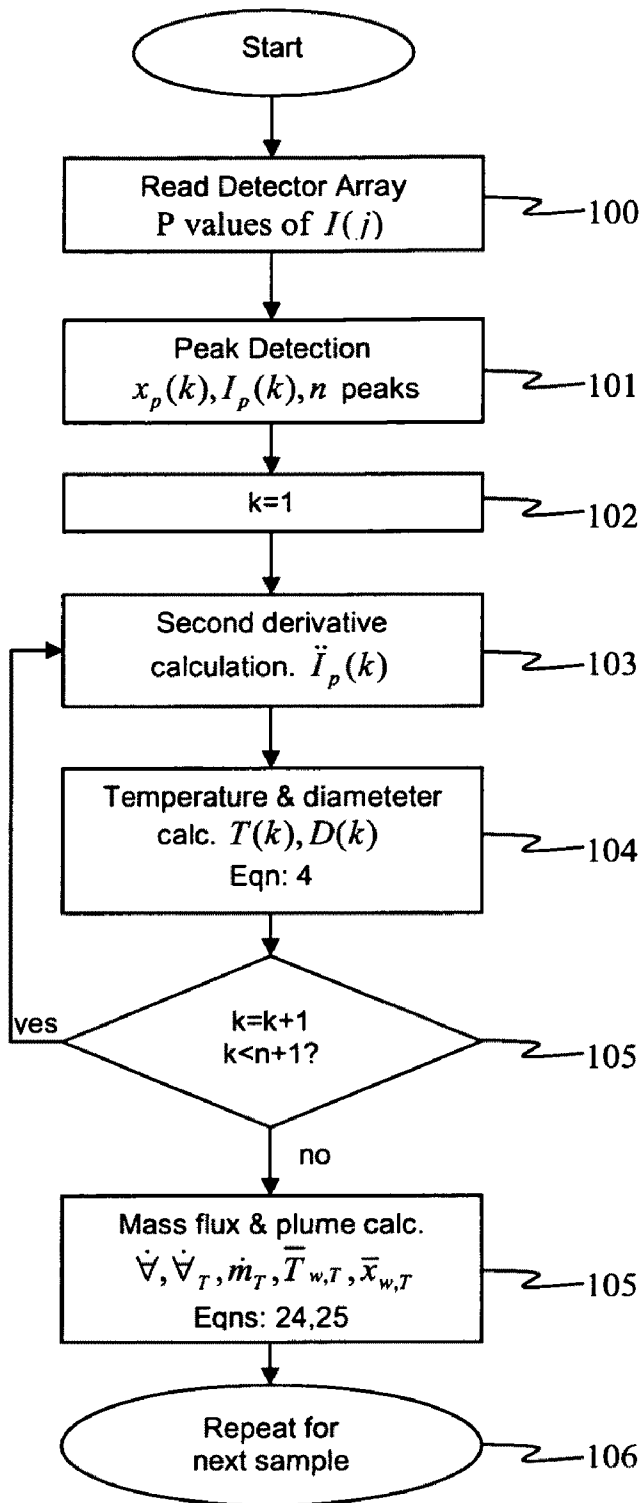 Start
Read Detector Array
P values of I(j)
100
Peak Detection
x_p(k), I_p(k), n peaks
101
k=1
102
Second derivative
calculation. Ï_p(k)
103
Temperature & diameteter
calc. T(k), D(k)
Eqn: 4
104
yes
k=k+1
k<n+1?
105
no
Mass flux & plume calc.
∀̇, ∀̇_T, ṁ_T, T̅_w,T, x̅_w,T
Eqns: 24,25
105
Repeat for
next sample
106